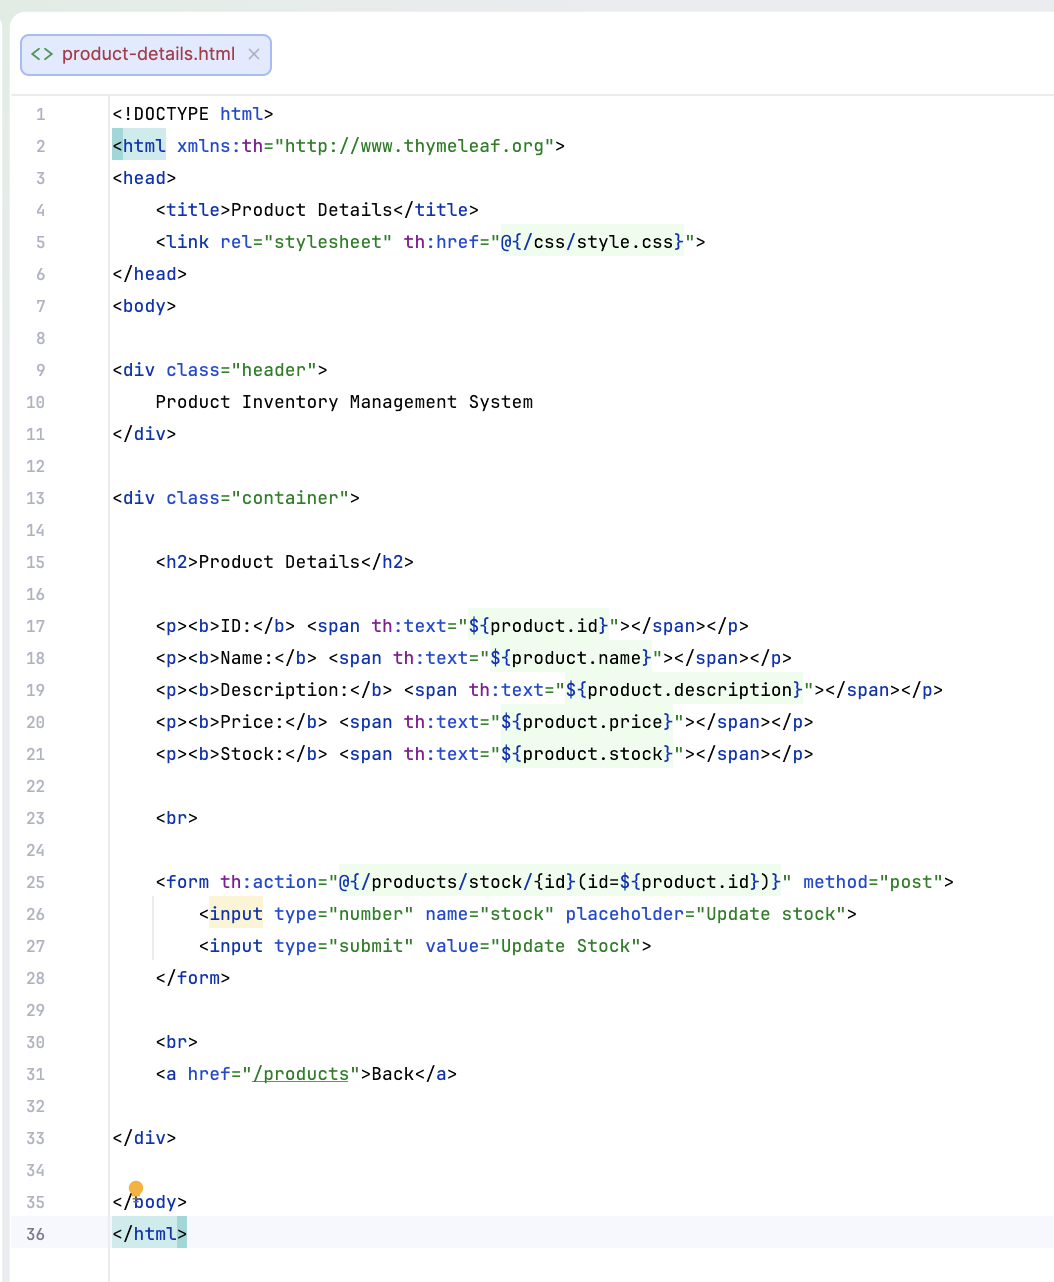 <> product-details.html ×
1 <!DOCTYPE html>
2 <html xmlns:th="http://www.thymeleaf.org">
3 <head>
4     <title>Product Details</title>
5     <link rel="stylesheet" th:href="@{/css/style.css}">
6 </head>
7 <body>
8
9 <div class="header">
10     Product Inventory Management System
11 </div>
12
13 <div class="container">
14
15     <h2>Product Details</h2>
16
17     <p><b>ID:</b> <span th:text="${product.id}"></span></p>
18     <p><b>Name:</b> <span th:text="${product.name}"></span></p>
19     <p><b>Description:</b> <span th:text="${product.description}"></span></p>
20     <p><b>Price:</b> <span th:text="${product.price}"></span></p>
21     <p><b>Stock:</b> <span th:text="${product.stock}"></span></p>
22
23     <br>
24
25     <form th:action="@{/products/stock/{id}(id=${product.id})}" method="post">
26         <input type="number" name="stock" placeholder="Update stock">
27         <input type="submit" value="Update Stock">
28     </form>
29
30     <br>
31     <a href="/products">Back</a>
32
33 </div>
34
35 </body>
36 </html>